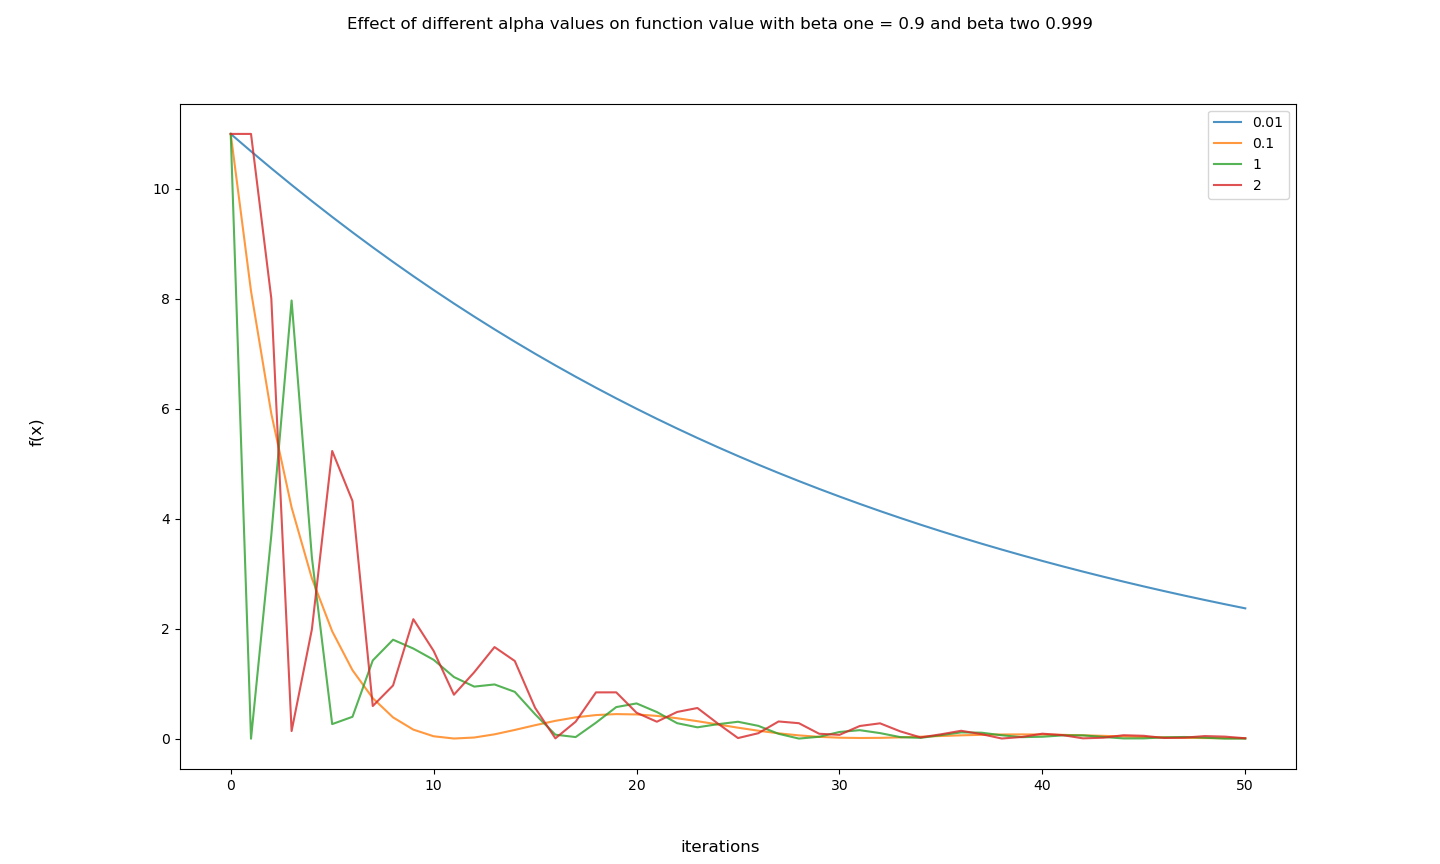 Effect of different alpha values on function value with beta one = 0.9 and beta two 0.999
0.01
0.1
1
2
10
8
6
4
2
0
f(x)
0 10 20 30 40 50
iterations